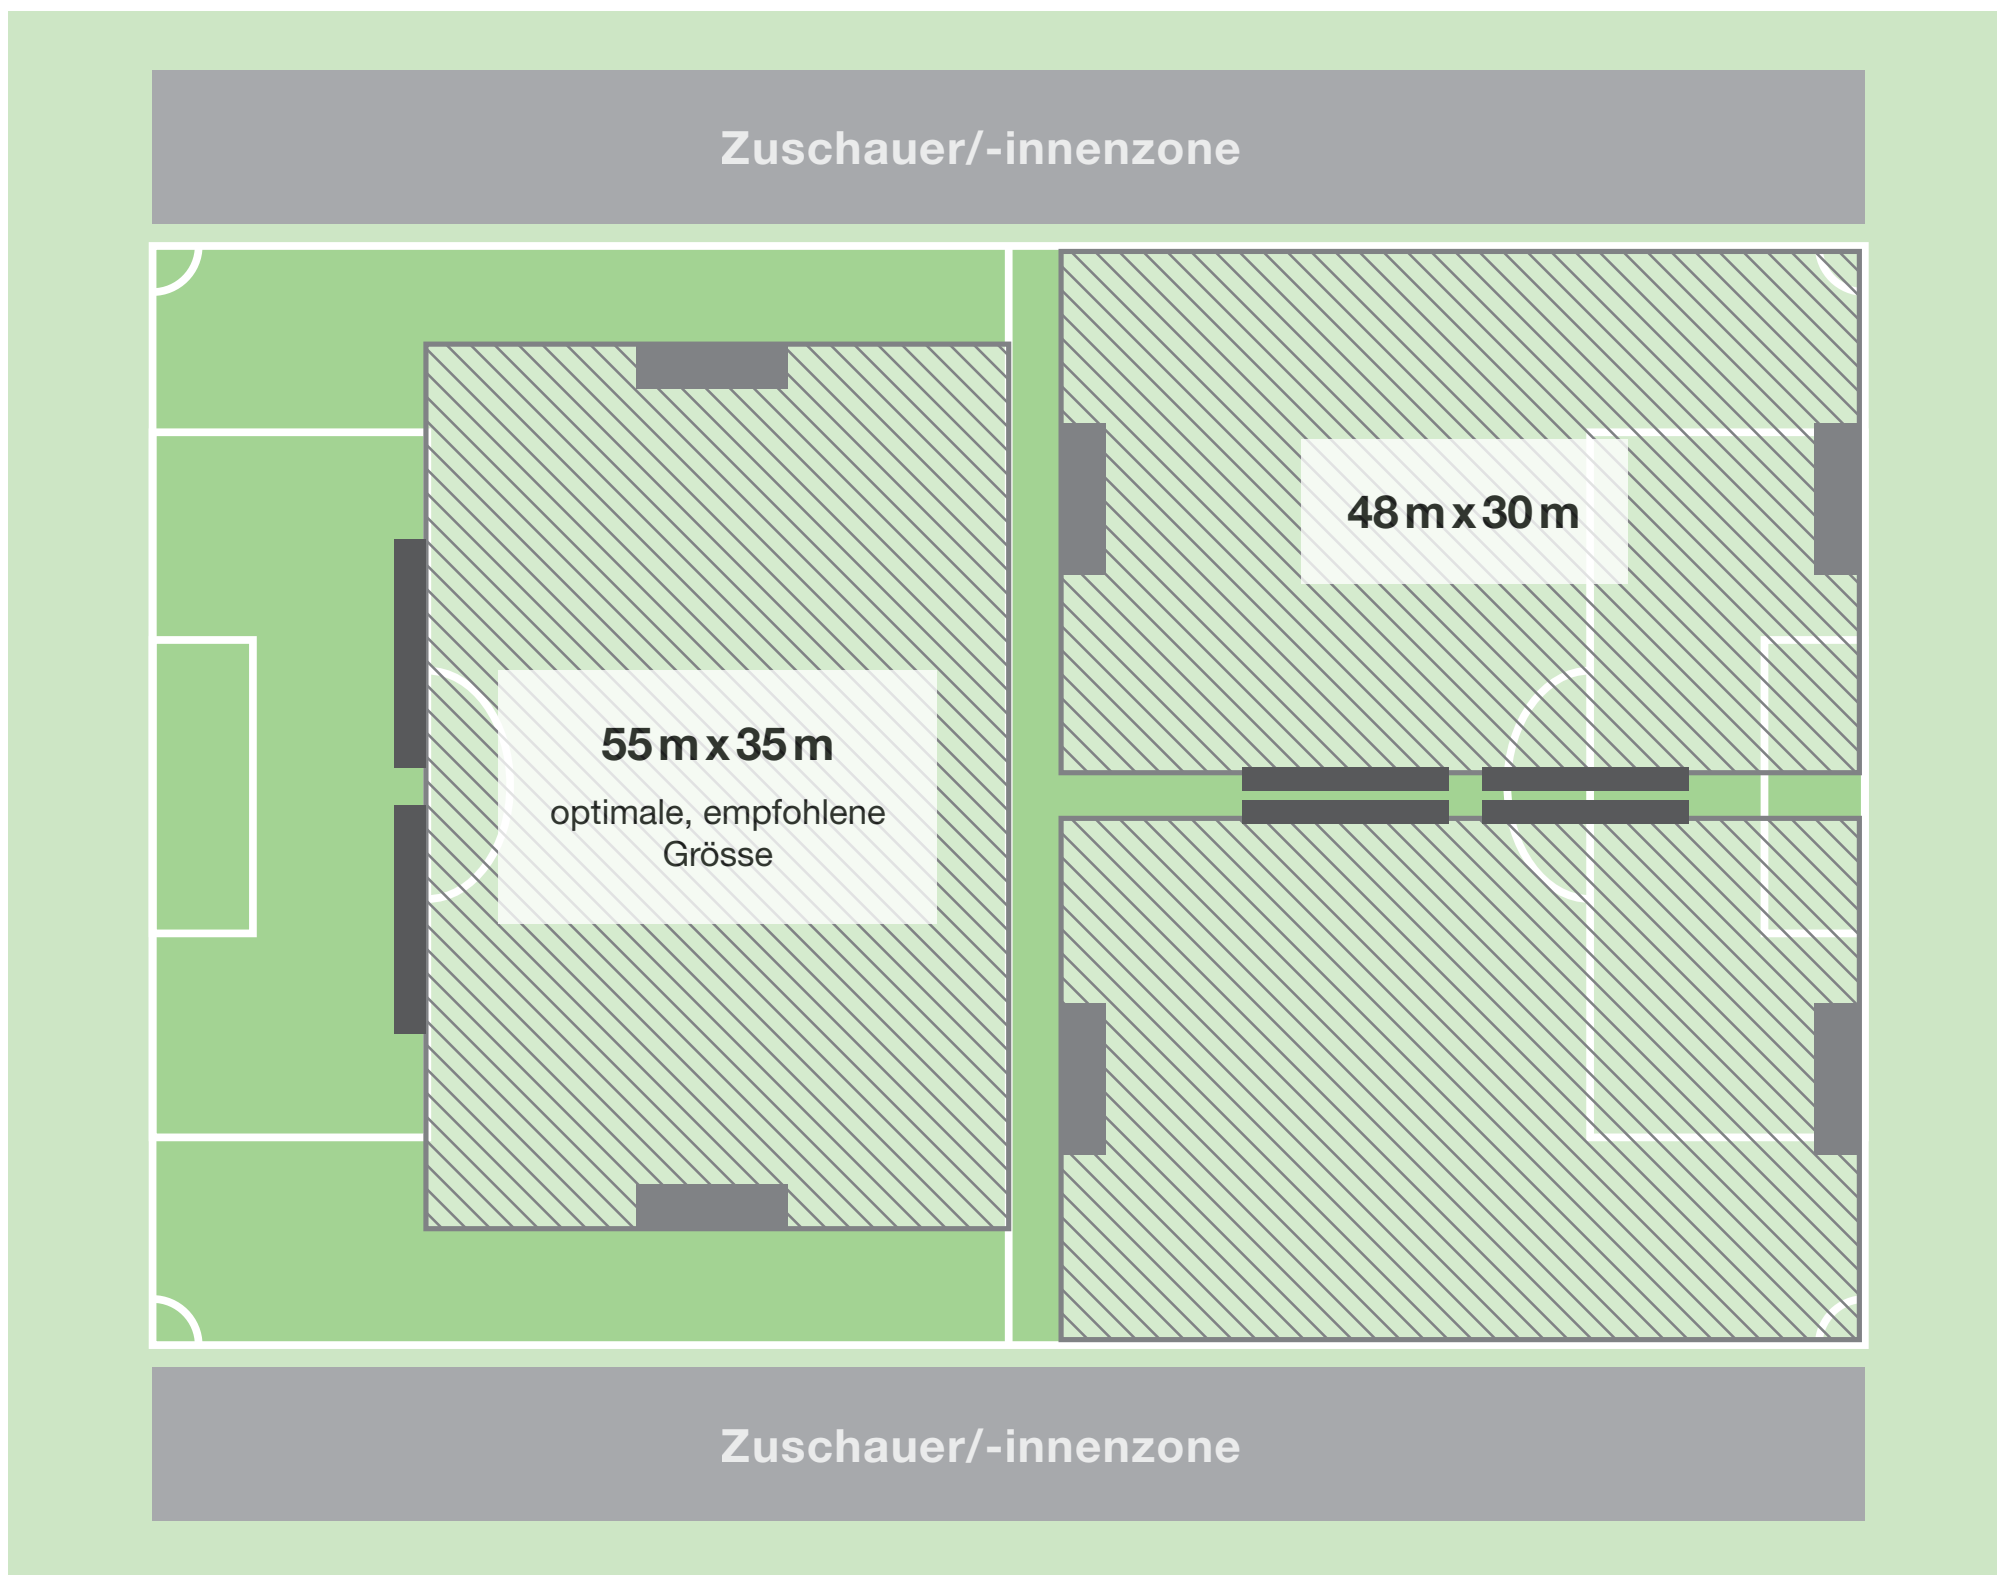 Zuschauer/-innenzone
48 m x 30 m
55 m x 35 m
optimale, empfohlene
Grösse
Zuschauer/-innenzone